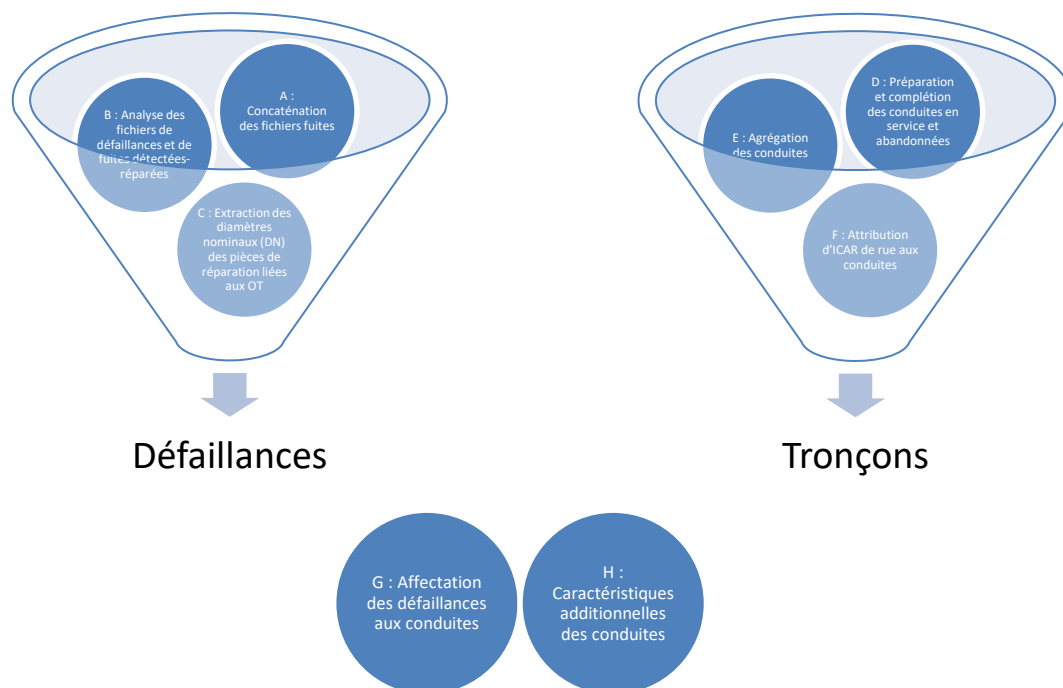 B : Analyse des
fichiers de
défaillances et de
fuites détectées-
réparées
A :
Concaténation
des fichiers fuites
C : Extraction des
diamètres
nominaux (DN)
des pièces de
réparation liées
aux OT
Défaillances
E : Agrégation
des conduites
D : Préparation
et complétion
des conduites en
service et
abandonnées
F : Attribution
d’ICAR de rue aux
conduites
Tronçons
G : Affectation
des défaillances
aux conduites
H :
Caractéristiques
additionnelles
des conduites